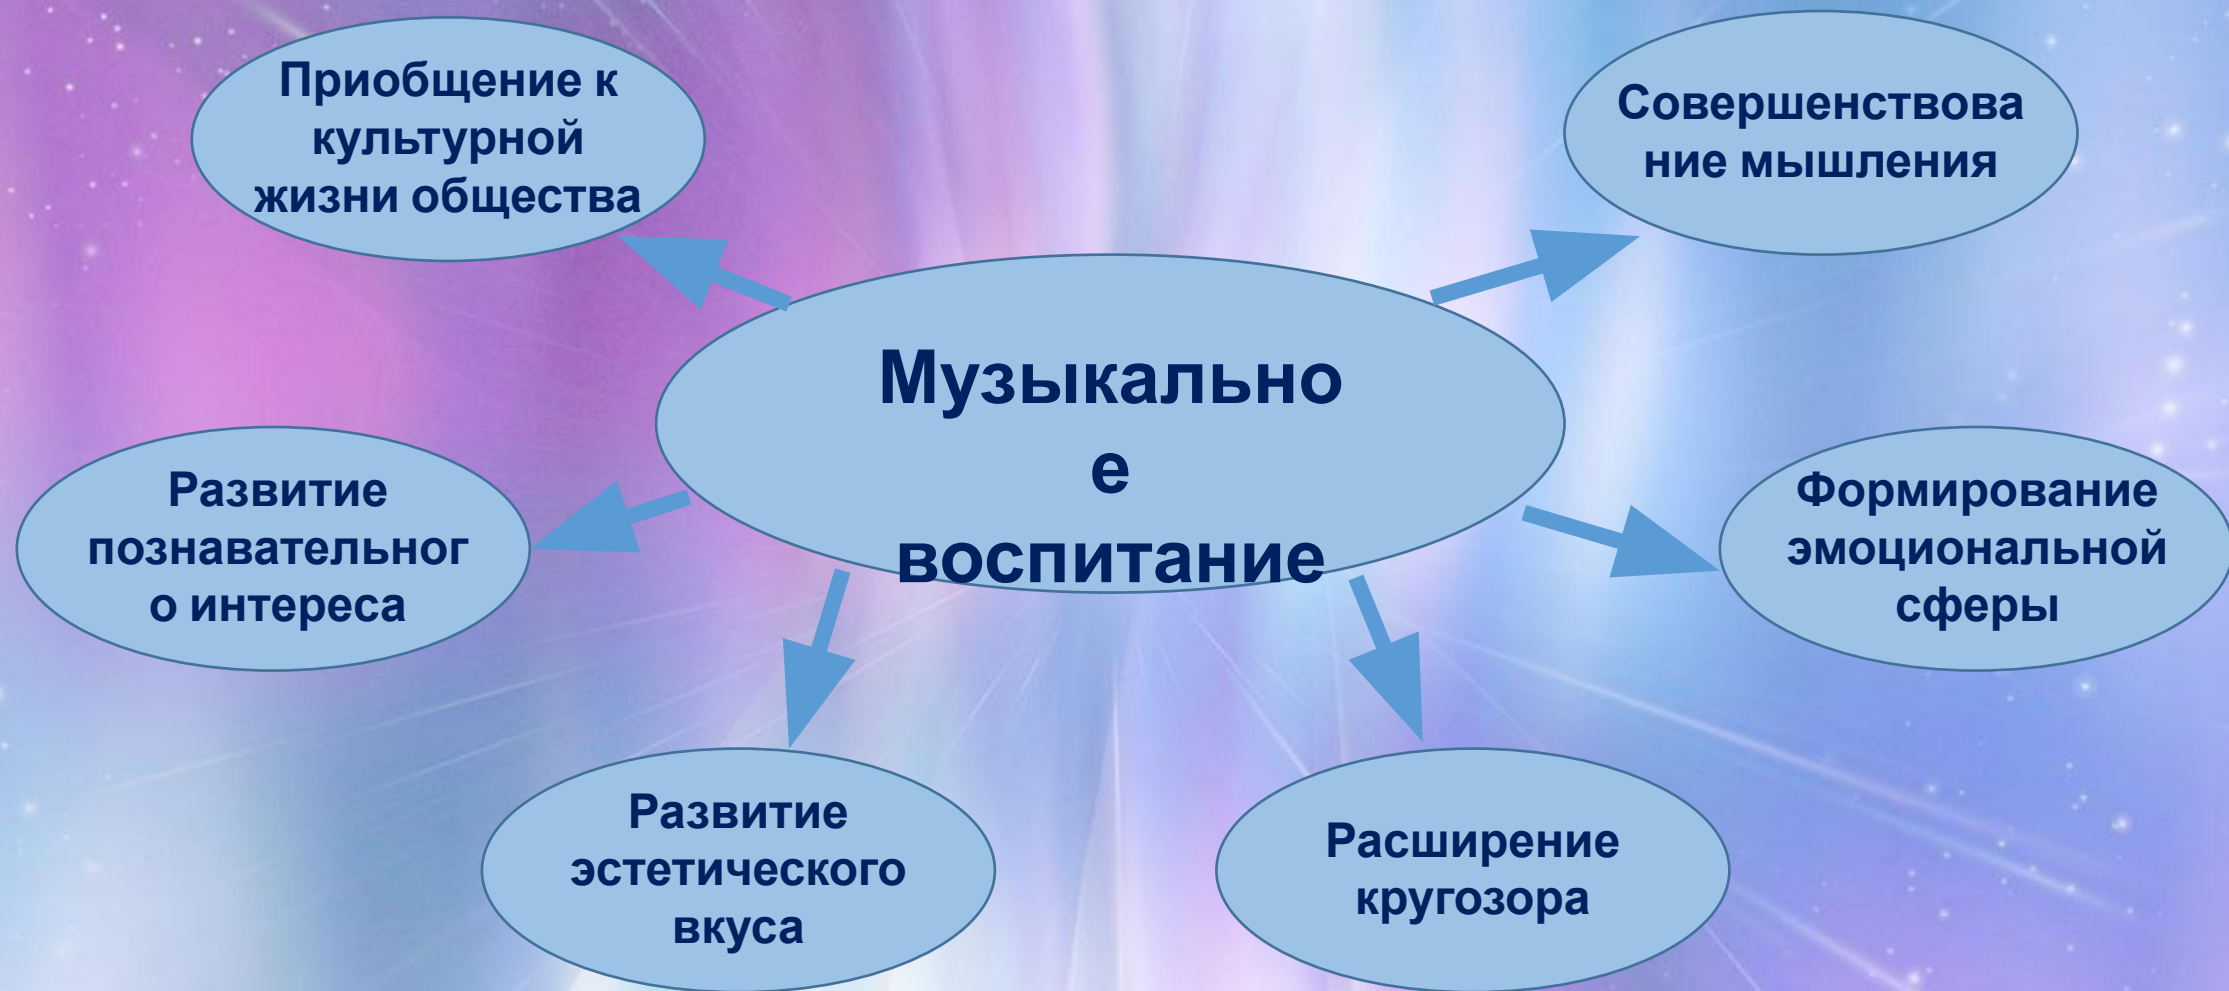 Приобщение к
культурной
жизни общества
Совершенствова
ние мышления
Музыкально
е
воспитание
Развитие
познавательног
о интереса
Формирование
эмоциональной
сферы
Развитие
эстетического
вкуса
Расширение
кругозора